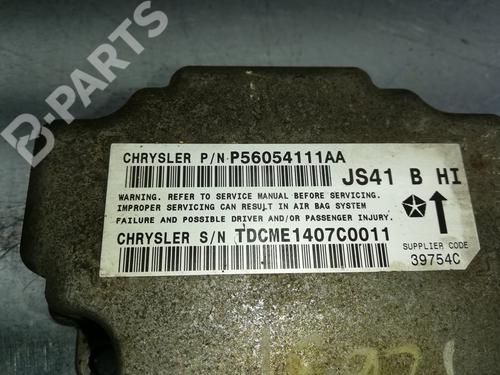 B-PARTS
CHRYSLER P/N P56054111AA
JS41 B HI
WARNING. REFER TO SERVICE MANUAL BEFORE SERVICING.
IMPROPER SERVICING CAN RESULT IN AIR BAG SYSTEM
FAILURE AND POSSIBLE DRIVER AND/OR PASSENGER INJURY.
CHRYSLER S/N TDCME1407C0011
SUPPLIER CODE
39754C